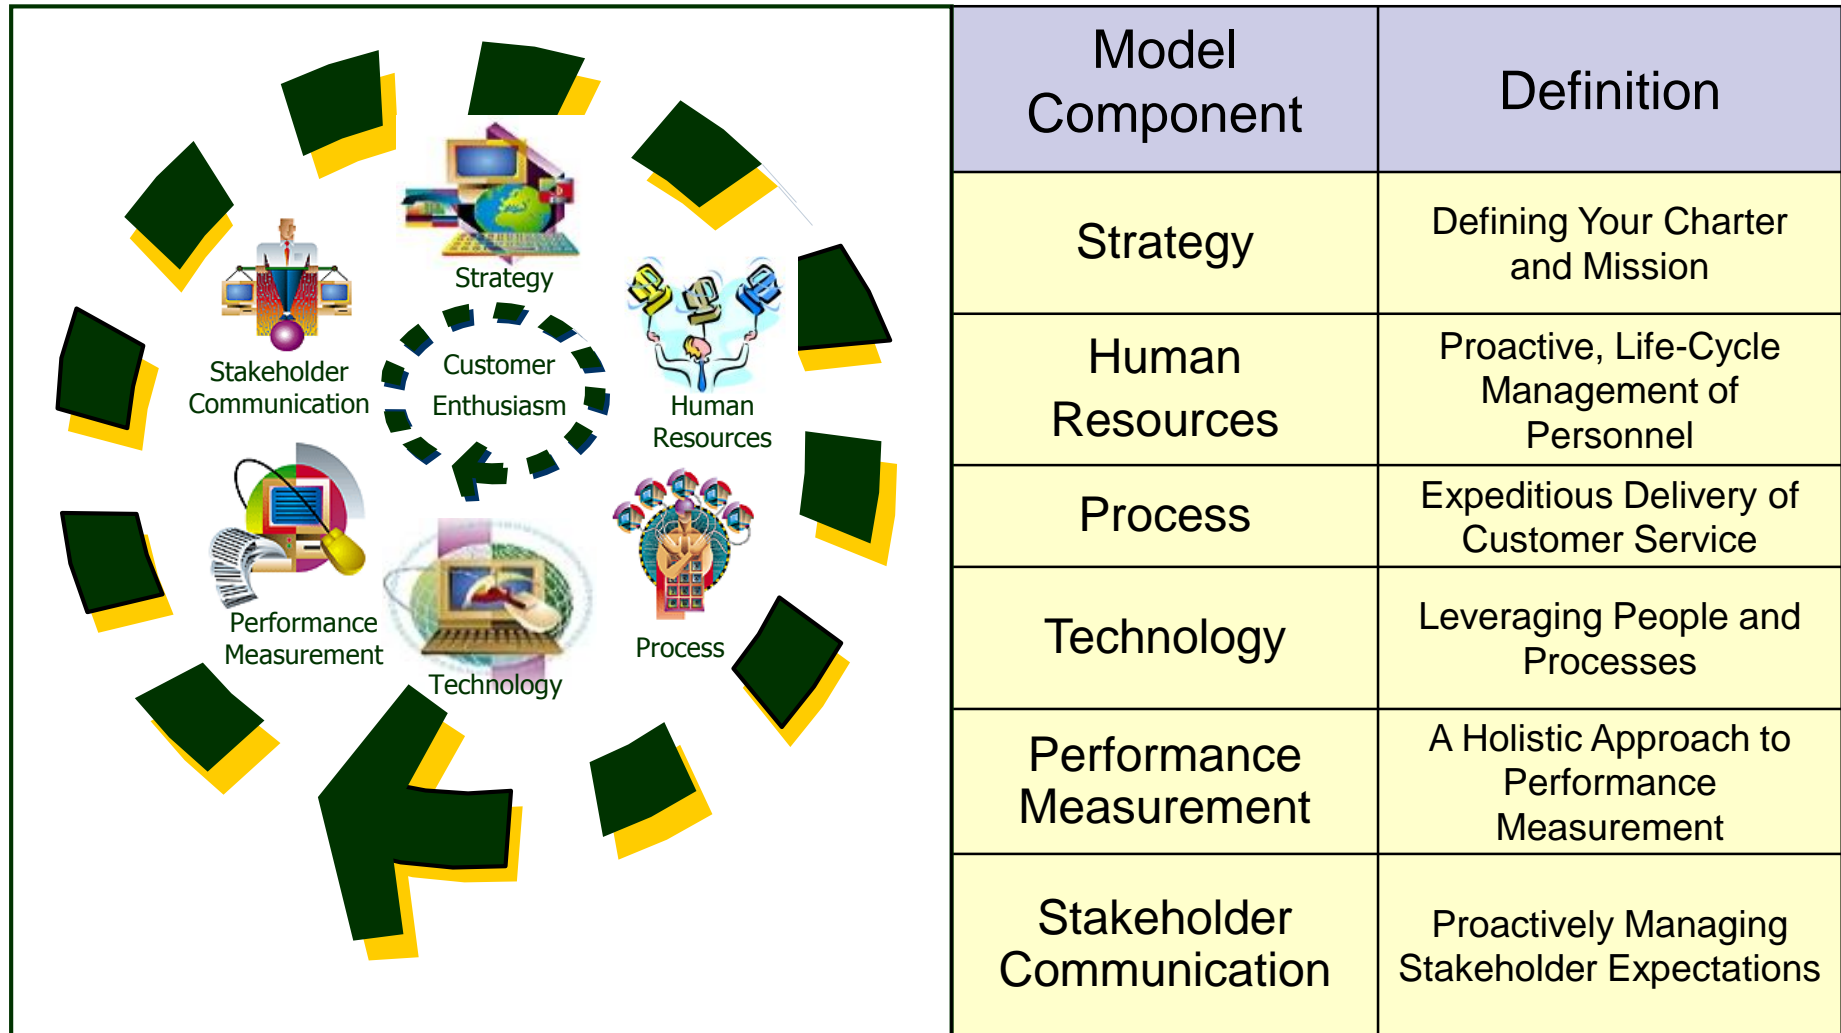 Strategy
Stakeholder
Communication
Customer
Enthusiasm
Human
Resources
Performance
Measurement
Technology
Process
Model
Component
Definition
Strategy
Defining Your Charter
and Mission
Human
Resources
Proactive, Life-Cycle
Management of
Personnel
Process
Expeditious Delivery of
Customer Service
Technology
Leveraging People and
Processes
Performance
Measurement
A Holistic Approach to
Performance
Measurement
Stakeholder
Communication
Proactively Managing
Stakeholder Expectations